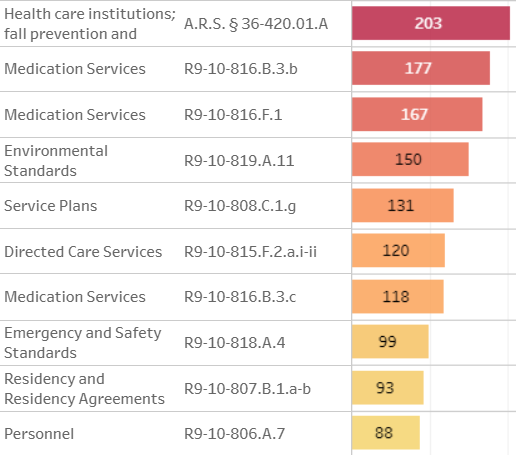 Health care institutions;
fall prevention and
A.R.S. § 36-420.01.A
203
Medication Services
R9-10-816.B.3.b
177
Medication Services
R9-10-816.F.1
167
Environmental
Standards
R9-10-819.A.11
150
Service Plans
R9-10-808.C.1.g
131
Directed Care Services
R9-10-815.F.2.a.i-ii
120
Medication Services
R9-10-816.B.3.c
118
Emergency and Safety
Standards
R9-10-818.A.4
99
Residency and
Residency Agreements
R9-10-807.B.1.a-b
93
Personnel
R9-10-806.A.7
88